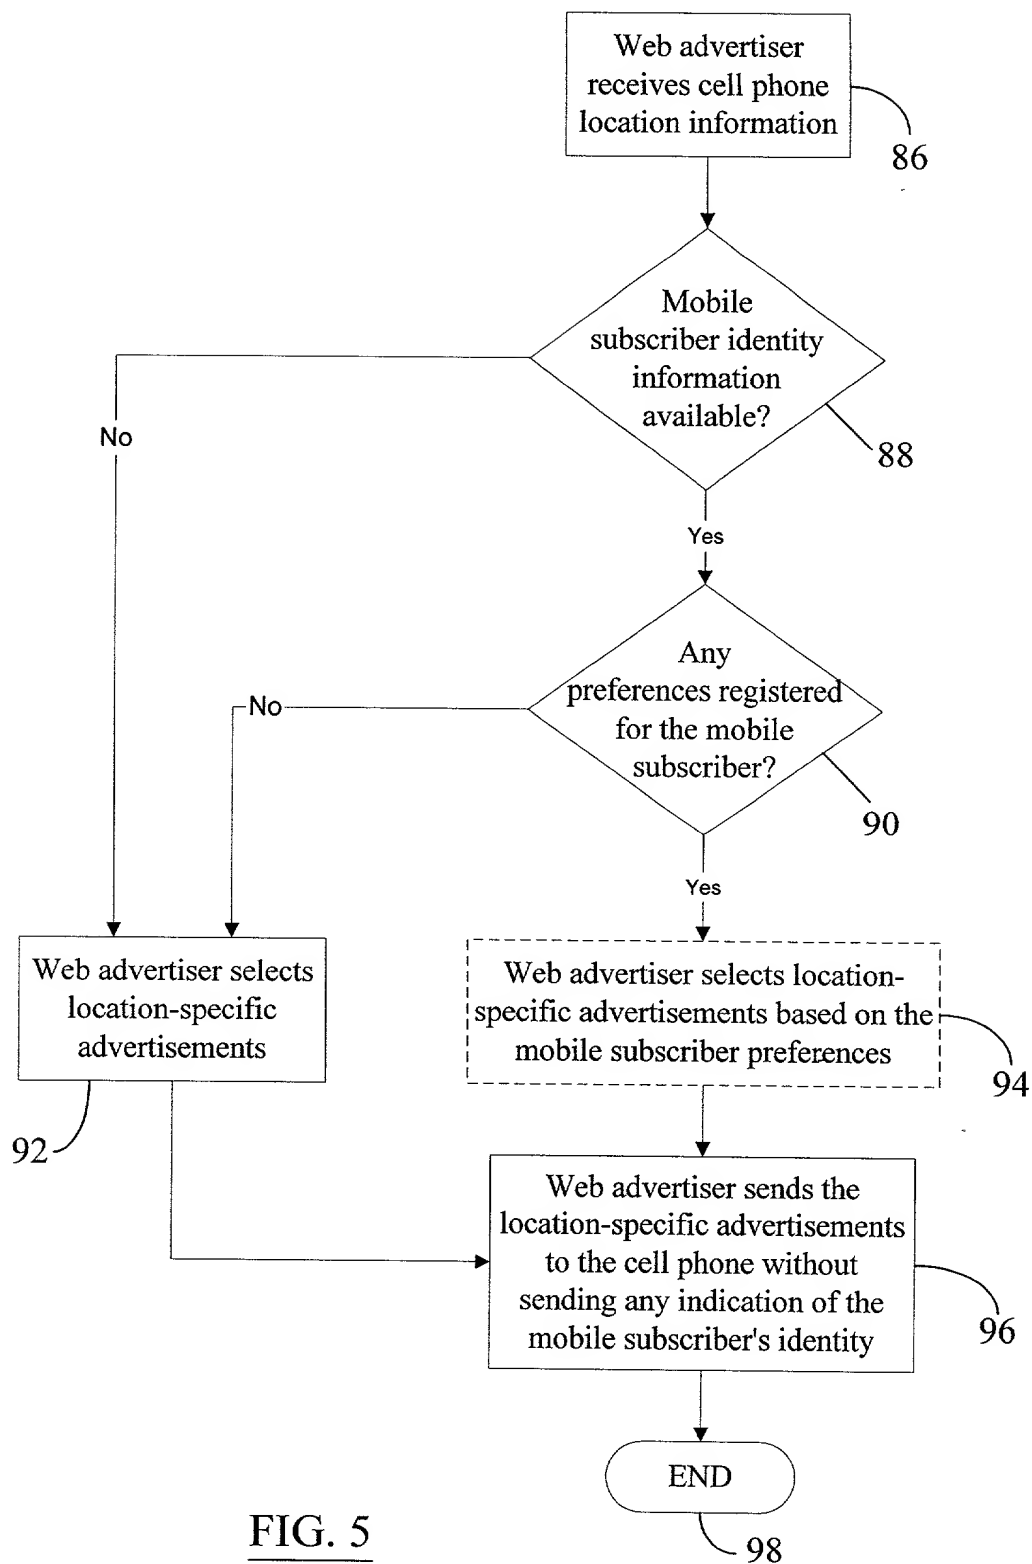 Web advertiser
receives cell phone
location information
86
Mobile
subscriber identity
information
available?
88
No
Yes
Any
preferences registered
for the mobile
subscriber?
90
No
Yes
Web advertiser selects
location-specific
advertisements
92
Web advertiser selects location-
specific advertisements based on the
mobile subscriber preferences
94
Web advertiser sends the
location-specific advertisements
to the cell phone without
sending any indication of the
mobile subscriber's identity
96
END
98
FIG. 5